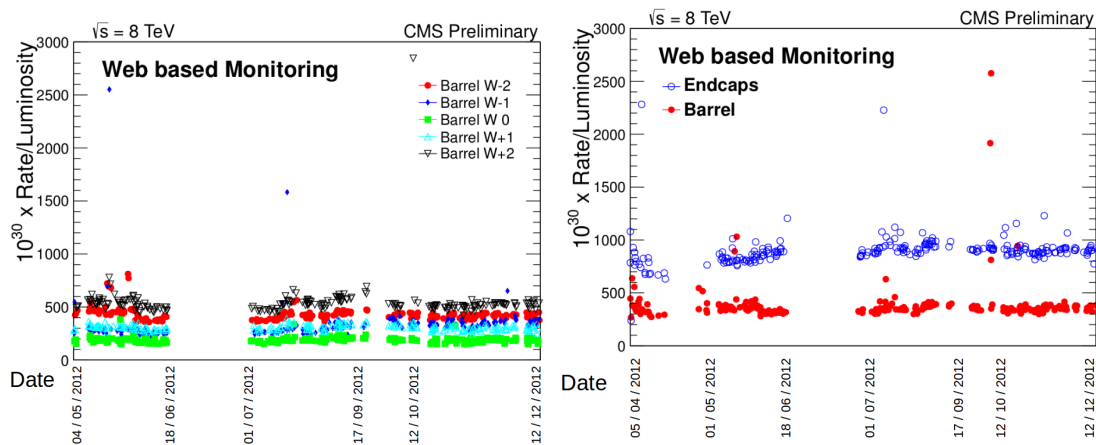 √s = 8 TeV
CMS Preliminary
Web based Monitoring
Barrel W-2
Barrel W-1
Barrel W 0
Barrel W+1
Barrel W+2
10³⁰ x Rate/Luminosity
3000
2500
2000
1500
1000
500
0
Date
04 / 05 / 2012
18 / 06 / 2012
01 / 07 / 2012
17 / 09 / 2012
12 / 10 / 2012
12 / 12 / 2012
√s = 8 TeV
CMS Preliminary
Web based Monitoring
Endcaps
Barrel
10³⁰ x Rate/Luminosity
3000
2500
2000
1500
1000
500
0
Date
05 / 04 / 2012
01 / 05 / 2012
18 / 06 / 2012
01 / 07 / 2012
17 / 09 / 2012
12 / 10 / 2012
12 / 12 / 2012